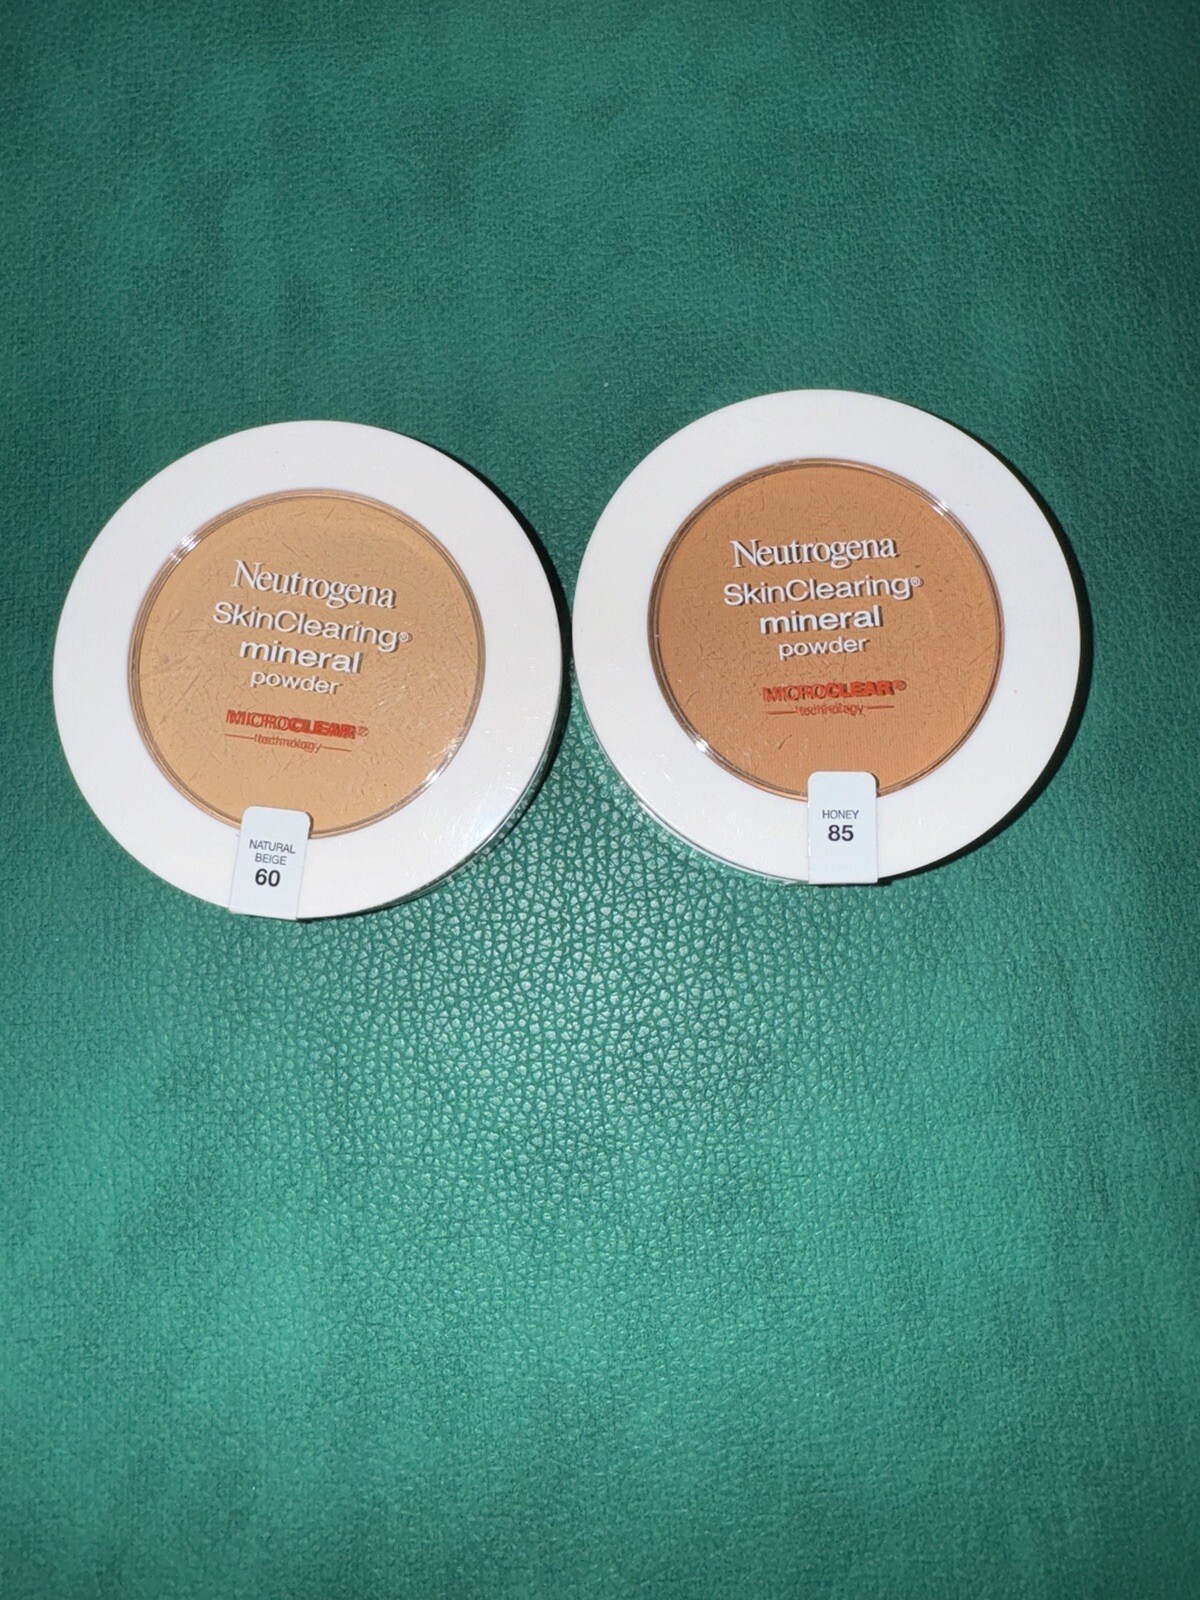 Neutrogena
SkinClearing®
mineral
powder
MICROCLEAR®
technology
NATURAL
BEIGE
60
Neutrogena
SkinClearing®
mineral
powder
MICROCLEAR®
technology
HONEY
85